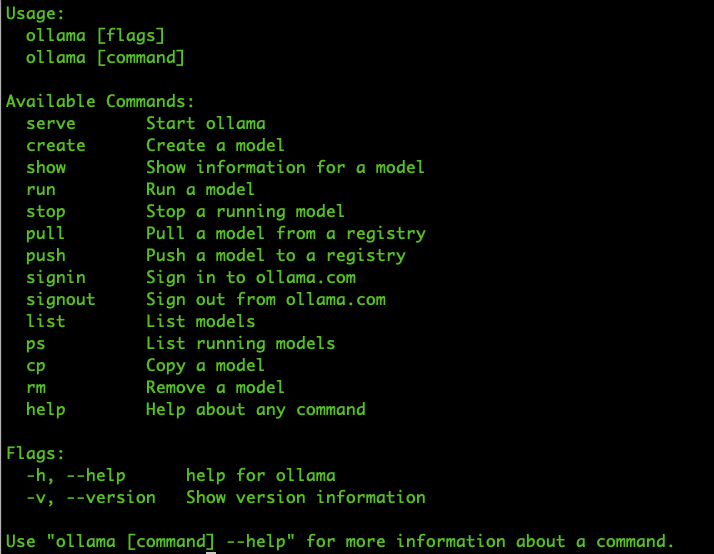 Usage:
  ollama [flags]
  ollama [command]

Available Commands:
  serve       Start ollama
  create      Create a model
  show        Show information for a model
  run         Run a model
  stop        Stop a running model
  pull        Pull a model from a registry
  push        Push a model to a registry
  signin      Sign in to ollama.com
  signout     Sign out from ollama.com
  list        List models
  ps          List running models
  cp          Copy a model
  rm          Remove a model
  help        Help about any command

Flags:
  -h, --help      help for ollama
  -v, --version   Show version information

Use "ollama [command] --help" for more information about a command.